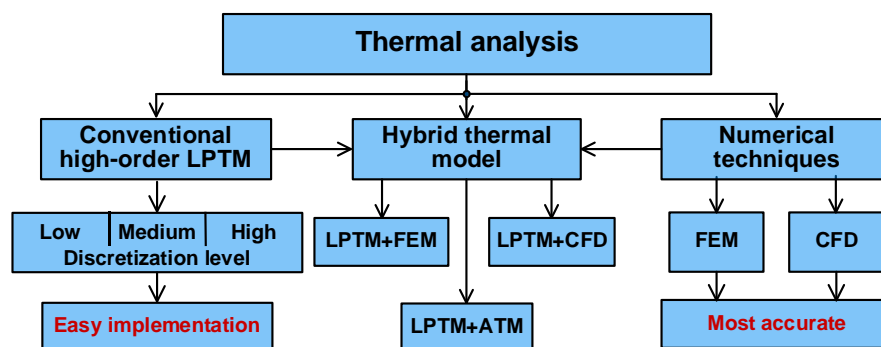 Thermal analysis
Conventional
high-order LPTM
Hybrid thermal
model
Numerical
techniques
Low Medium High
Discretization level
LPTM+FEM
LPTM+CFD
FEM
CFD
Easy implementation
LPTM+ATM
Most accurate